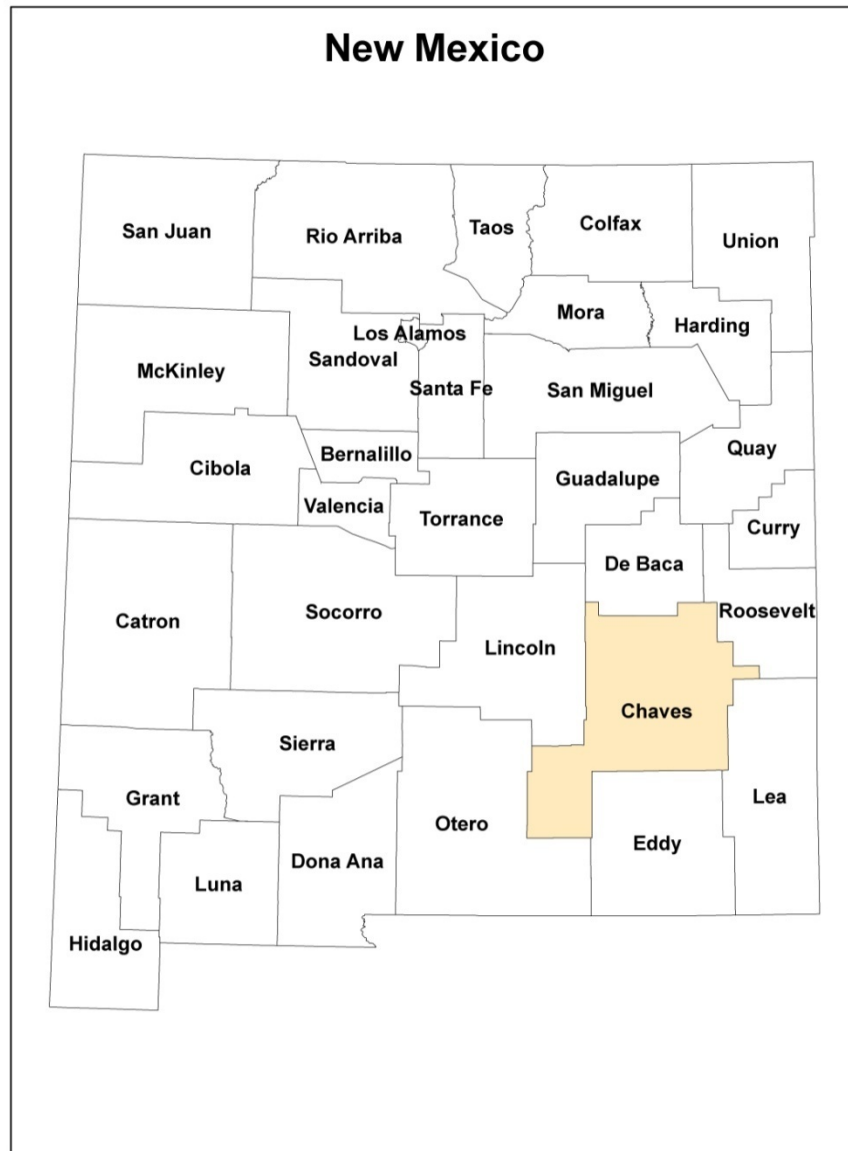 New Mexico
San Juan
Rio Arriba
Taos
Colfax
Union
Mora
Harding
Los Alamos
Sandoval
McKinley
Santa Fe
San Miguel
Quay
Bernalillo
Cibola
Guadalupe
Valencia
Torrance
Curry
De Baca
Roosevelt
Socorro
Catron
Lincoln
Chaves
Sierra
Grant
Lea
Otero
Eddy
Dona Ana
Luna
Hidalgo